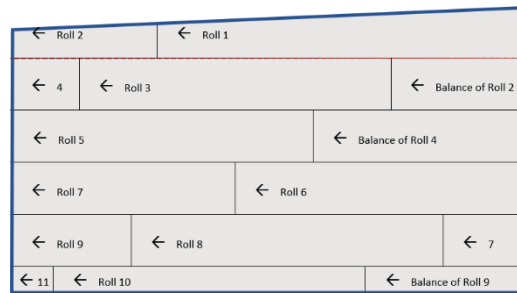 ← Roll 2 ← Roll 1
← 4 ← Roll 3 ← Balance of Roll 2
← Roll 5 ← Balance of Roll 4
← Roll 7 ← Roll 6
← Roll 9 ← Roll 8 ← 7
← 11 ← Roll 10 ← Balance of Roll 9